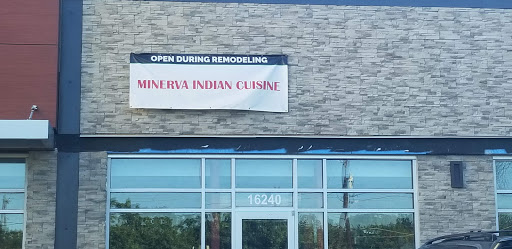 OPEN DURING REMODELING
MINERVA INDIAN CUISINE
16240